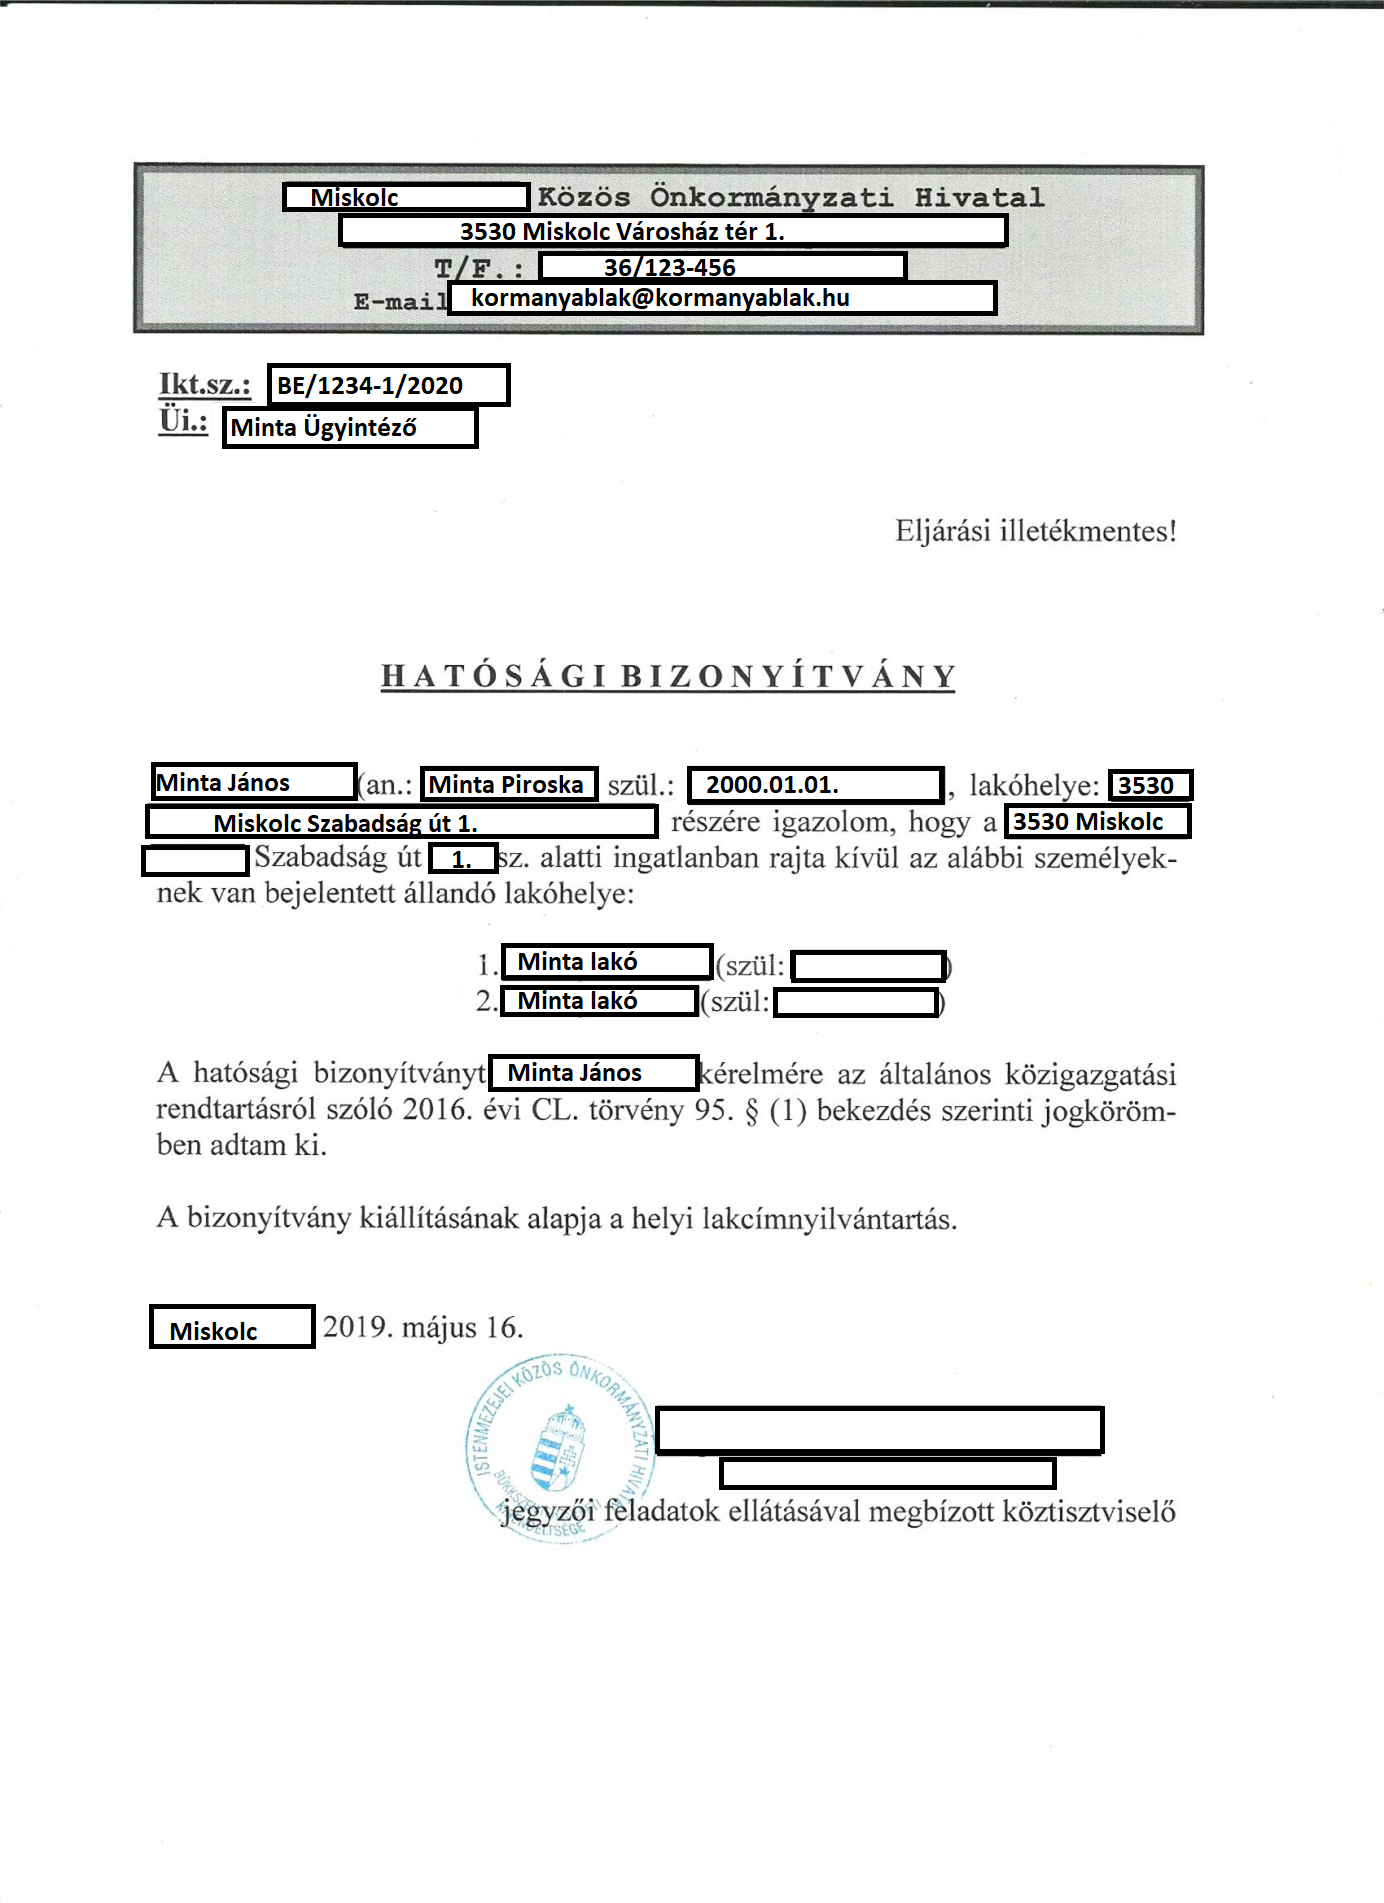 Miskolc Közös Önkormányzati Hivatal
3530 Miskolc Városház tér 1.
T/F.: 36/123-456
E-mail kormanyablak@kormanyablak.hu
Ikt.sz.: BE/1234-1/2020
Üi.: Minta Ügyintéző
Eljárási illetékmentes!
HATÓSÁGI BIZONYÍTVÁNY
Minta János (an.: Minta Piroska szül.: 2000.01.01. , lakóhelye: 3530
Miskolc Szabadság út 1. részére igazolom, hogy a 3530 Miskolc
Szabadság út 1. sz. alatti ingatlanban rajta kívül az alábbi személyek-
nek van bejelentett állandó lakóhelye:
1. Minta lakó (szül: )
2. Minta lakó (szül: )
A hatósági bizonyítványt Minta János kérelmére az általános közigazgatási
rendtartásról szóló 2016. évi CL. törvény 95. § (1) bekezdés szerinti jogköröm-
ben adtam ki.
A bizonyítvány kiállításának alapja a helyi lakcímnyilvántartás.
Miskolc 2019. május 16.
ISTENMEZEJEI KÖZÖS ÖNKORMÁNYZATI HIVATAL
jegyzői feladatok ellátásával megbízott köztisztviselő